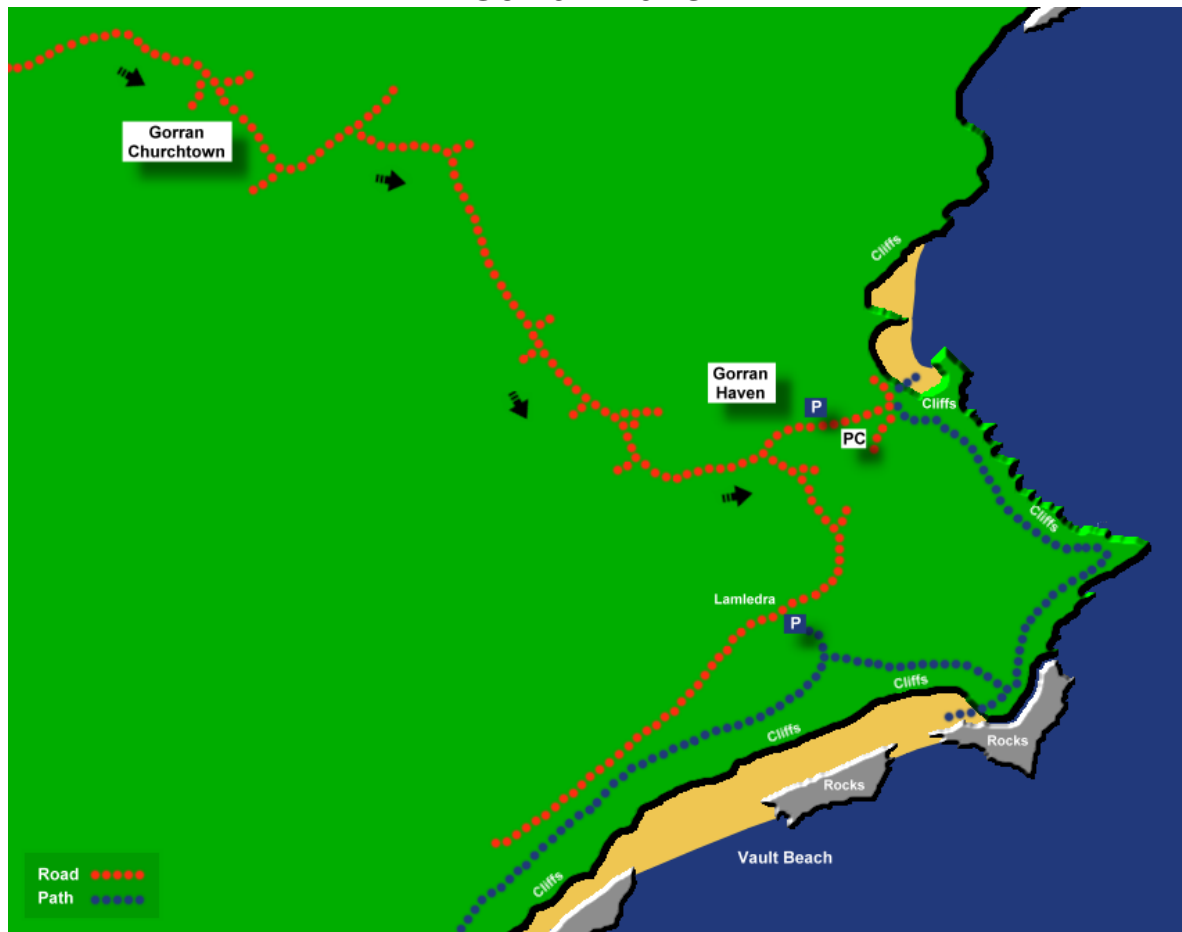 Gorran
Churchtown
Cliffs
Gorran
Haven
P
Cliffs
PC
Cliffs
Lamledra
P
Cliffs
Cliffs
Rocks
Rocks
Vault Beach
Road
Path
Cliffs